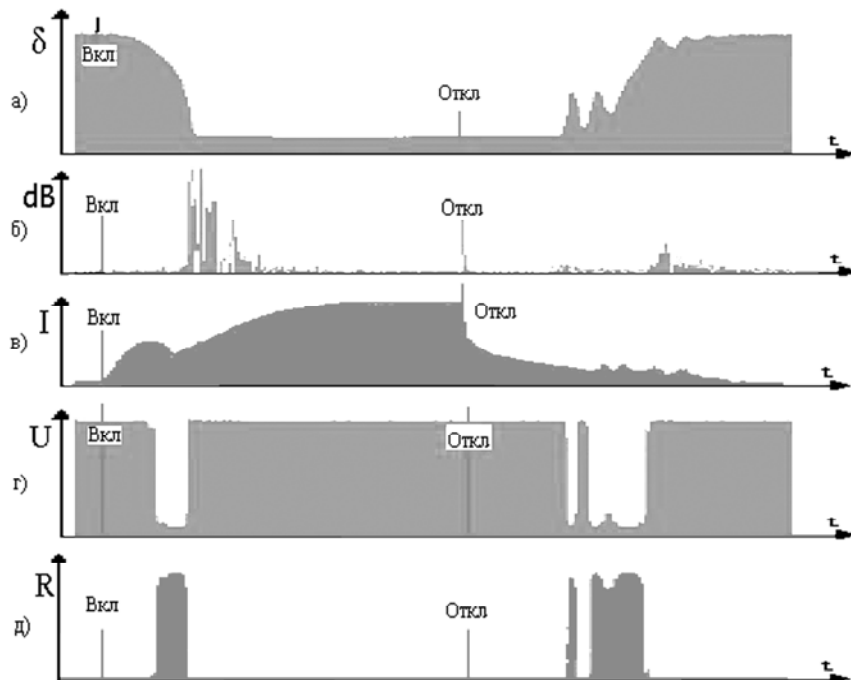 δ
Вкл
Откл
а)
t
dB
Вкл
Откл
б)
t
I
Вкл
Откл
в)
t
U
Вкл
Откл
г)
t
R
Вкл
Откл
д)
t